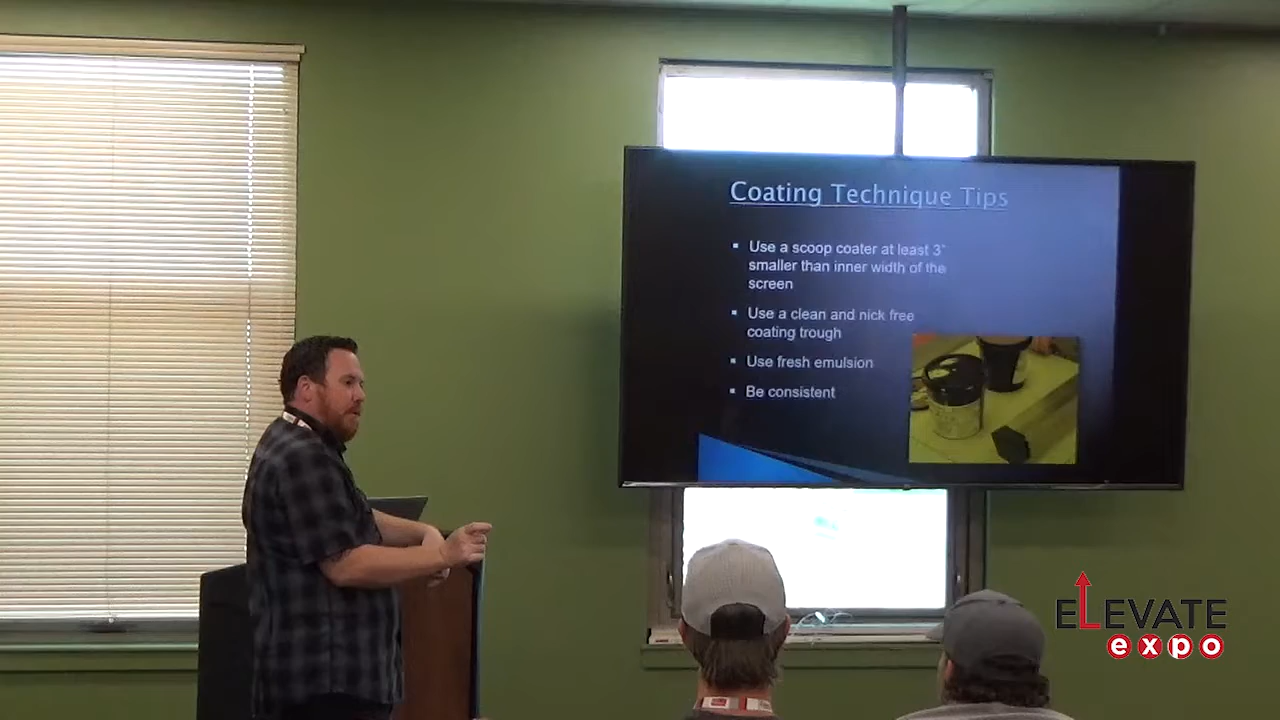 Coating Technique Tips
▪ Use a scoop coater at least 3"
smaller than inner width of the
screen
▪ Use a clean and nick free
coating trough
▪ Use fresh emulsion
▪ Be consistent
ELEVATE
expo